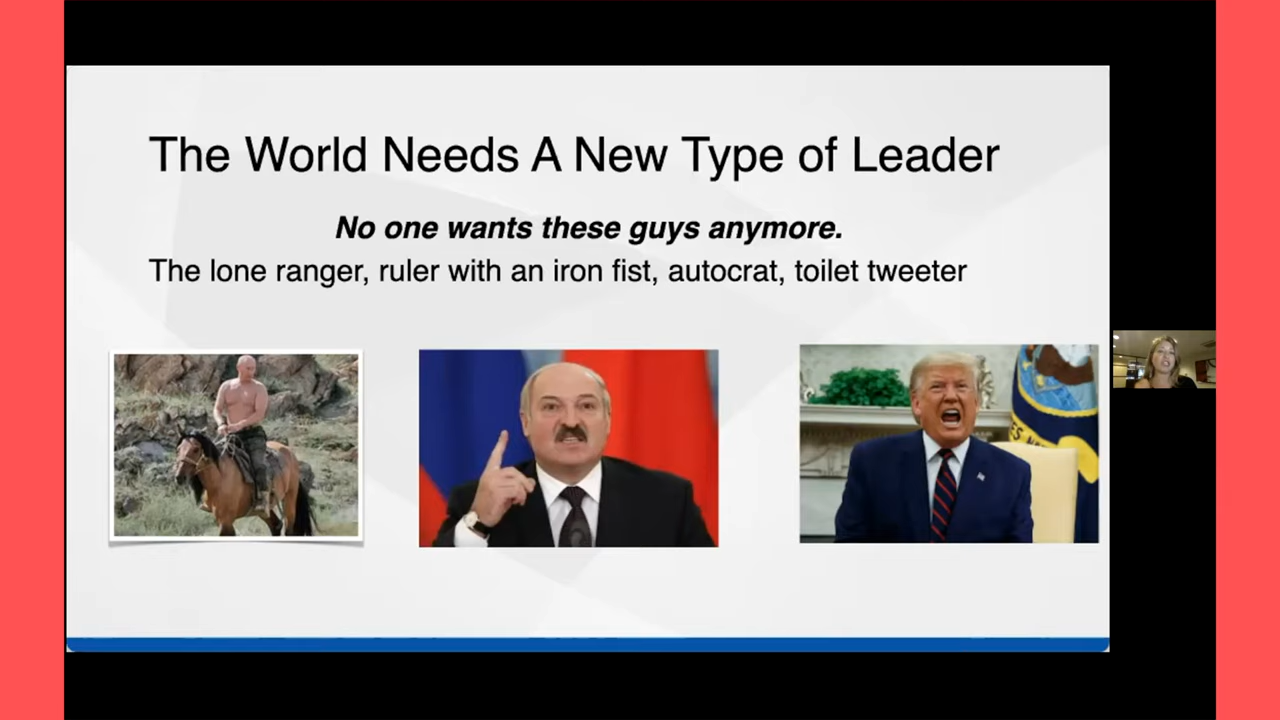 The World Needs A New Type of Leader
No one wants these guys anymore.
The lone ranger, ruler with an iron fist, autocrat, toilet tweeter